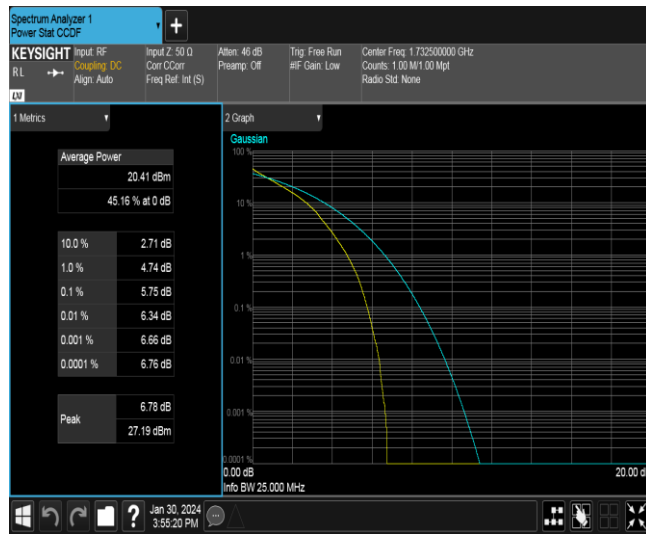 Spectrum Analyzer 1
Power Stat CCDF
+
KEYSIGHT
RL
LXI
Input: RF
Coupling: DC
Align: Auto
Input Z: 50 Ω
Corr CCorr
Freq Ref: Int (S)
Atten: 46 dB
Preamp: Off
Trig: Free Run
#IF Gain: Low
Center Freq: 1.732500000 GHz
Counts: 1.00 M/1.00 Mpt
Radio Std: None
1 Metrics
Average Power
20.41 dBm
45.16 % at 0 dB
10.0 % 2.71 dB
1.0 % 4.74 dB
0.1 % 5.75 dB
0.01 % 6.34 dB
0.001 % 6.66 dB
0.0001 % 6.76 dB
Peak
6.78 dB
27.19 dBm
2 Graph
Gaussian
100 %
10 %
1 %
0.1 %
0.01 %
0.001 %
0.0001 %
0.00 dB
20.00 d
Info BW 25.000 MHz
?
Jan 30, 2024
3:55:20 PM